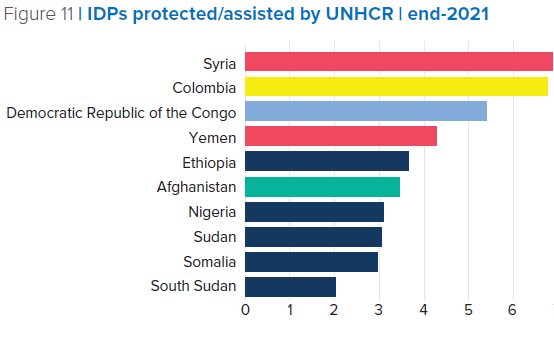 Figure 11 | IDPs protected/assisted by UNHCR | end-2021
Syria
Colombia
Democratic Republic of the Congo
Yemen
Ethiopia
Afghanistan
Nigeria
Sudan
Somalia
South Sudan
0 1 2 3 4 5 6